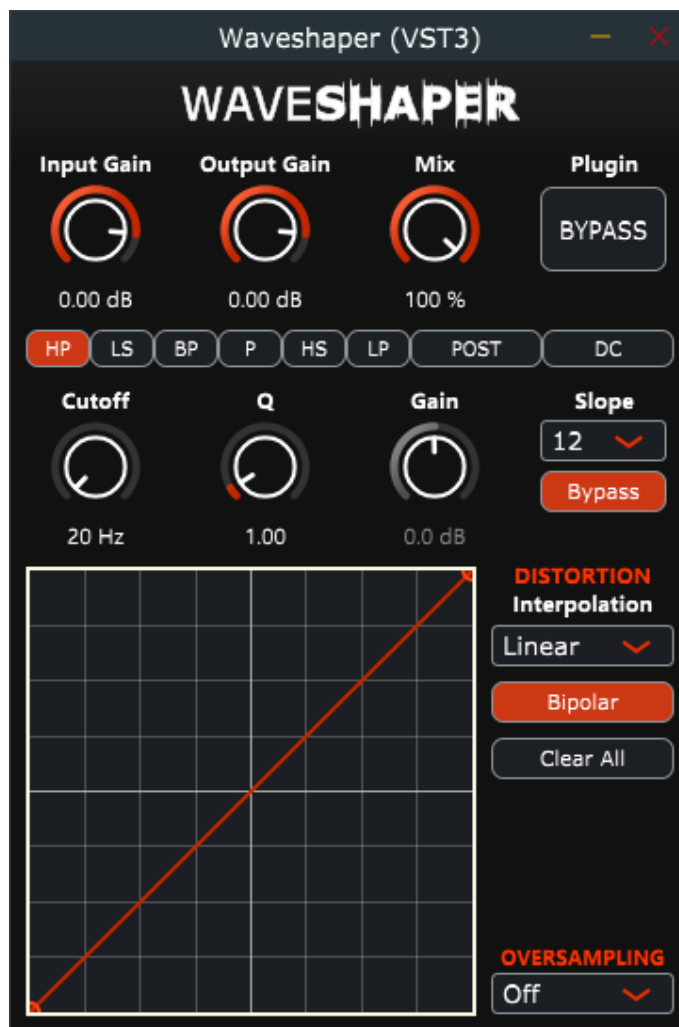 Waveshaper (VST3)
WAVESHAPER
Input Gain Output Gain Mix Plugin
BYPASS
0.00 dB 0.00 dB 100 %
HP LS BP P HS LP POST DC
Cutoff Q Gain Slope
12
Bypass
20 Hz 1.00 0.0 dB
DISTORTION
Interpolation
Linear
Bipolar
Clear All
OVERSAMPLING
Off